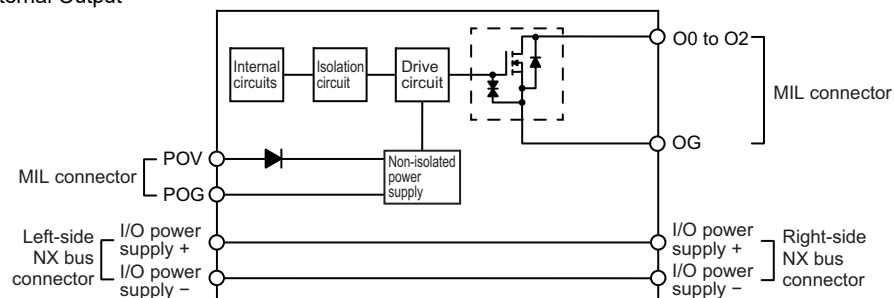 Internal
circuits
Isolation
circuit
Drive
circuit
O0 to O2
MIL connector
OG
POV
MIL connector
POG
Non-isolated
power
supply
Left-side
NX bus
connector
I/O power
supply +
I/O power
supply −
I/O power
supply +
I/O power
supply −
Right-side
NX bus
connector